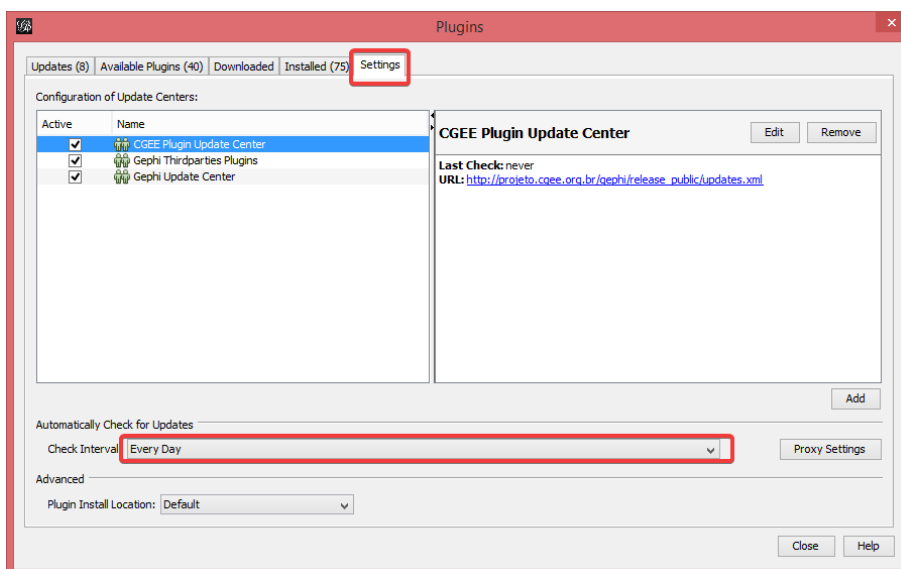 Plugins
Updates (8) Available Plugins (40) Downloaded Installed (75) Settings
Configuration of Update Centers:
Active Name
CGEE Plugin Update Center
Gephi Thirdparties Plugins
Gephi Update Center
CGEE Plugin Update Center Edit Remove
Last Check: never
URL: http://projeto.cgee.org.br/gephi/release_public/updates.xml
Add
Automatically Check for Updates
Check Interval Every Day Proxy Settings
Advanced
Plugin Install Location: Default
Close Help